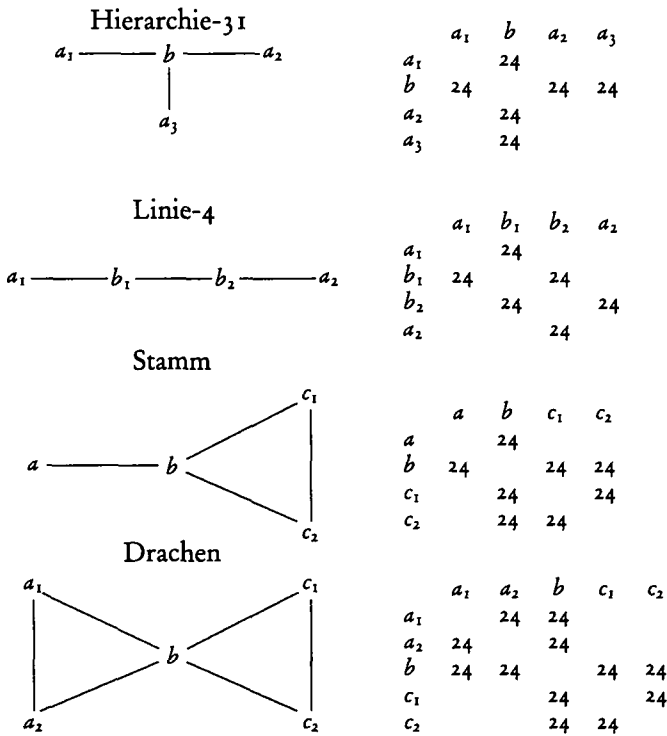 Hierarchie-31
a₁ b a₂
a₃
a₁ b a₂ a₃
a₁ 24
b 24 24 24
a₂ 24
a₃ 24
Linie-4
a₁ b₁ b₂ a₂
a₁ b₁ b₂ a₂
a₁ 24
b₁ 24 24
b₂ 24 24
a₂ 24
Stamm
c₁
a b
c₂
a b c₁ c₂
a 24
b 24 24 24
c₁ 24 24
c₂ 24 24
Drachen
a₁ c₁
b
a₂ c₂
a₁ a₂ b c₁ c₂
a₁ 24 24
a₂ 24 24
b 24 24 24 24
c₁ 24 24
c₂ 24 24